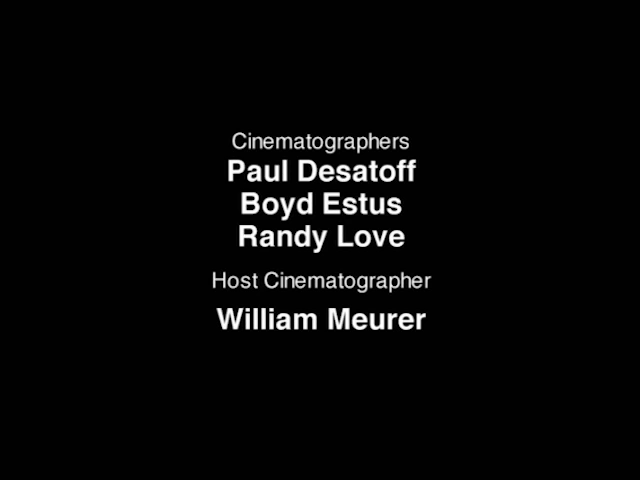 Cinematographers
Paul Desatoff
Boyd Estus
Randy Love
Host Cinematographer
William Meurer